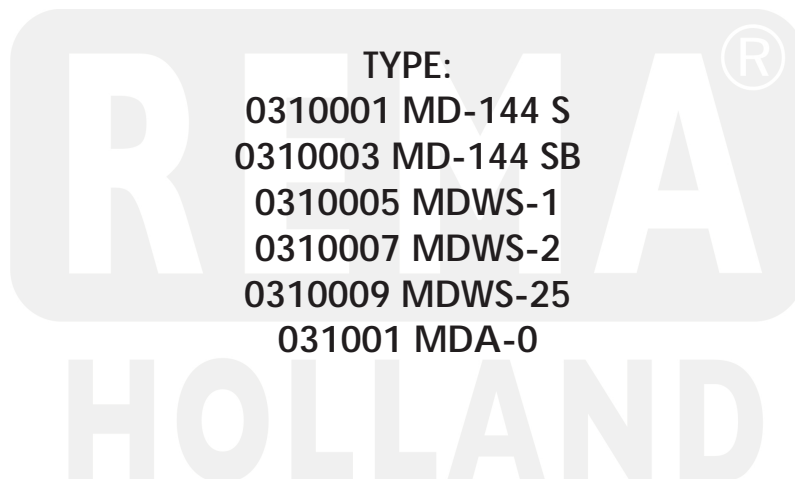 REMA®
TYPE:
0310001 MD-144 S
0310003 MD-144 SB
0310005 MDWS-1
0310007 MDWS-2
0310009 MDWS-25
031001 MDA-0
HOLLAND